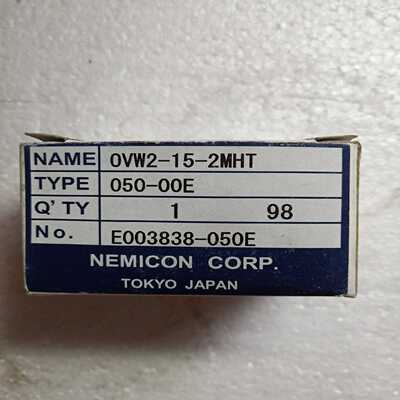 NAME OVW2-15-2MHT
TYPE 050-00E
Q'TY 1 98
No. E003838-050E
NEMICON CORP.
TOKYO JAPAN